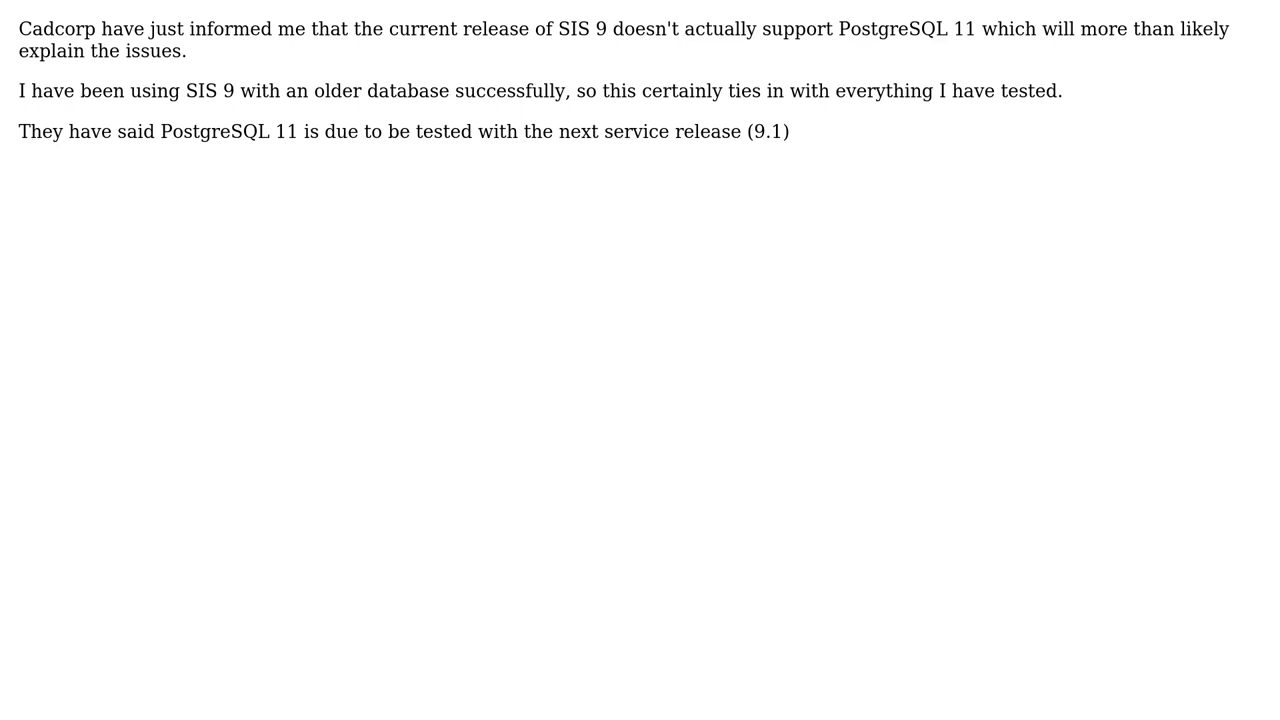 Cadcorp have just informed me that the current release of SIS 9 doesn't actually support PostgreSQL 11 which will more than likely
explain the issues.
I have been using SIS 9 with an older database successfully, so this certainly ties in with everything I have tested.
They have said PostgreSQL 11 is due to be tested with the next service release (9.1)